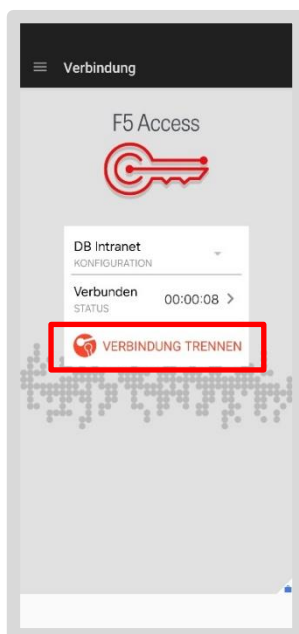 Verbindung
F5 Access
DB Intranet
KONFIGURATION
Verbunden
STATUS
00:00:08
VERBINDUNG TRENNEN